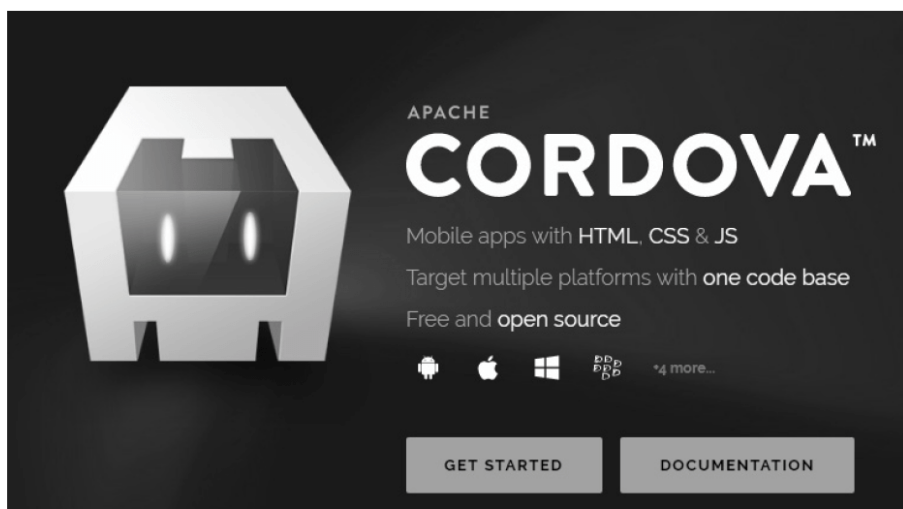 APACHE
CORDOVA™
Mobile apps with HTML, CSS & JS
Target multiple platforms with one code base
Free and open source
+4 more...
GET STARTED
DOCUMENTATION